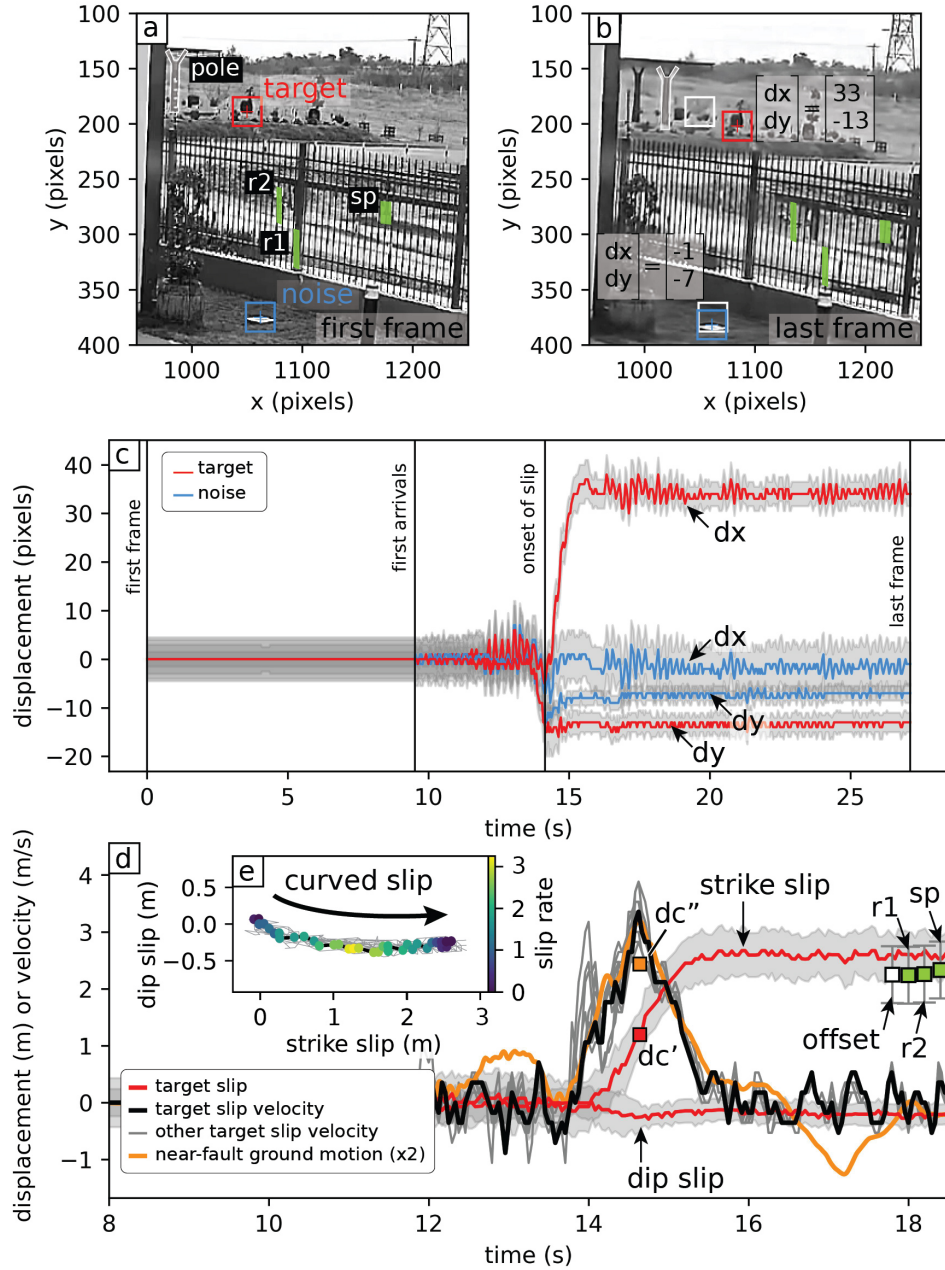 a
pole
target
r2
sp
r1
noise
first frame
100
150
200
250
300
350
400
y (pixels)
1000
1100
1200
x (pixels)
b
dx
dy
=
33
-13
dx
dy
=
-1
-7
last frame
100
150
200
250
300
350
400
y (pixels)
1000
1100
1200
x (pixels)
c
target
noise
first frame
first arrivals
onset of slip
last frame
dx
dx
dy
dy
40
30
20
10
0
−10
−20
displacement (pixels)
0
5
10
15
20
25
time (s)
d
e
curved slip
0.5
0.0
−0.5
dip slip (m)
0
1
2
3
strike slip (m)
3
2
1
0
slip rate
strike slip
dc”
dc’
r1
sp
offset
r2
dip slip
target slip
target slip velocity
other target slip velocity
near-fault ground motion (x2)
4
3
2
1
0
−1
displacement (m) or velocity (m/s)
8
10
12
14
16
18
time (s)